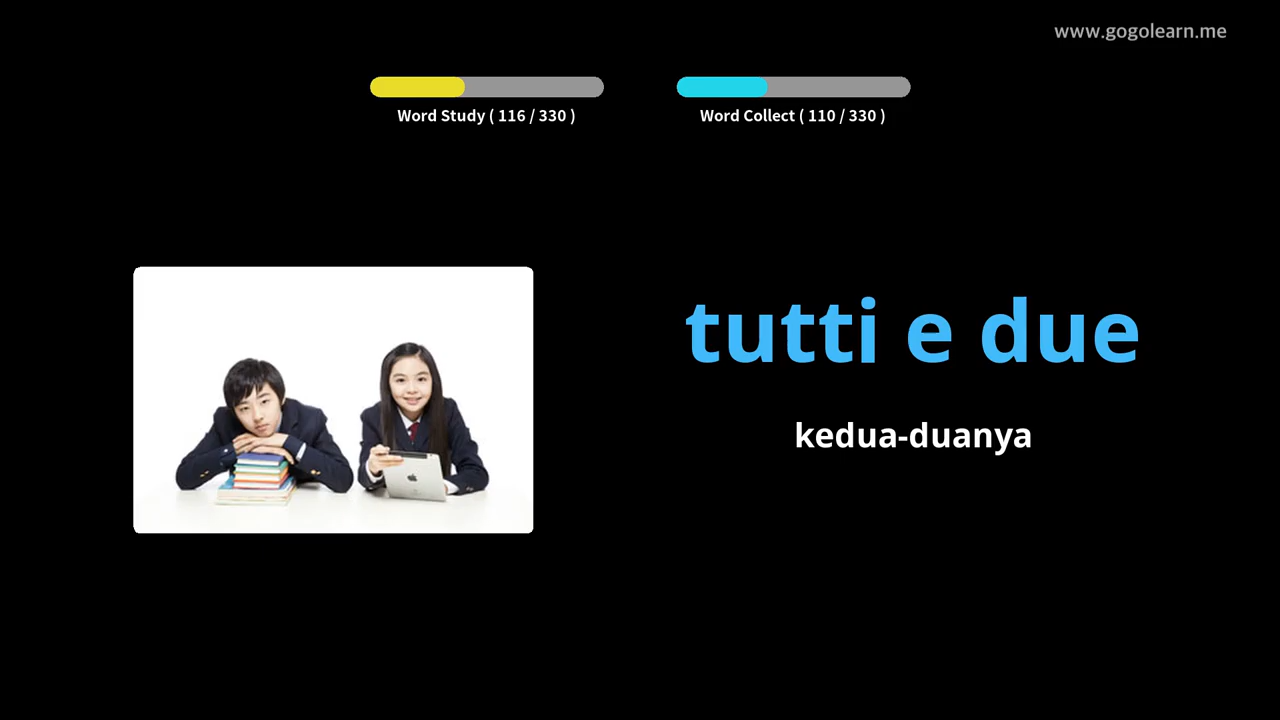 www.gogolearn.me
Word Study ( 116 / 330 )
Word Collect ( 110 / 330 )
tutti e due
kedua-duanya